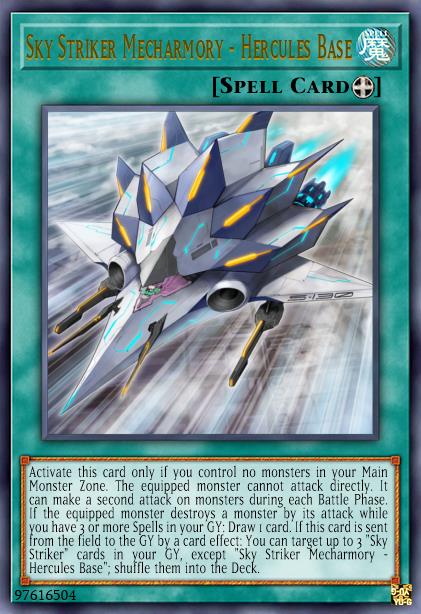 Sky Striker Mecharmory - Hercules Base
SPELL
魔
[Spell Card]
S-130
Activate this card only if you control no monsters in your Main
Monster Zone. The equipped monster cannot attack directly. It
can make a second attack on monsters during each Battle Phase.
If the equipped monster destroys a monster by its attack while
you have 3 or more Spells in your GY: Draw 1 card. If this card is sent
from the field to the GY by a card effect: You can target up to 3 "Sky
Striker" cards in your GY, except "Sky Striker Mecharmory -
Hercules Base"; shuffle them into the Deck.
97616504